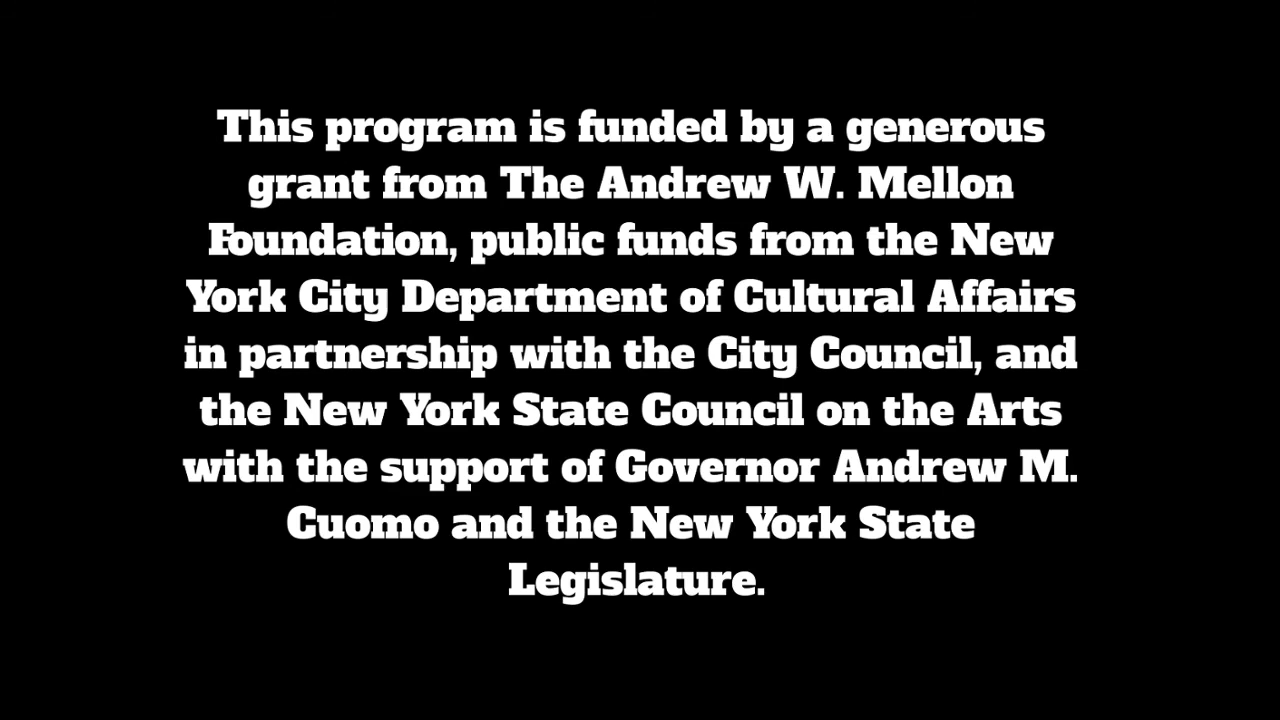 This program is funded by a generous
grant from The Andrew W. Mellon
Foundation, public funds from the New
York City Department of Cultural Affairs
in partnership with the City Council, and
the New York State Council on the Arts
with the support of Governor Andrew M.
Cuomo and the New York State
Legislature.